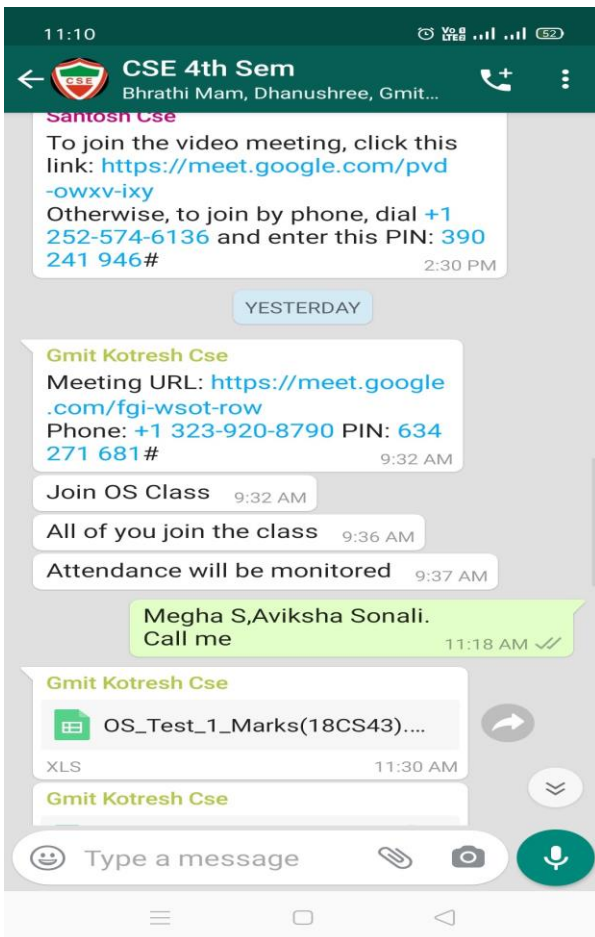 11:10
Vo LTE 52
CSE
CSE 4th Sem
Bhrathi Mam, Dhanushree, Gmit...
Santosh Cse
To join the video meeting, click this
link: https://meet.google.com/pvd
-owxv-ixy
Otherwise, to join by phone, dial +1
252-574-6136 and enter this PIN: 390
241 946#
2:30 PM
YESTERDAY
Gmit Kotresh Cse
Meeting URL: https://meet.google
.com/fgi-wsot-row
Phone: +1 323-920-8790 PIN: 634
271 681#
9:32 AM
Join OS Class 9:32 AM
All of you join the class 9:36 AM
Attendance will be monitored 9:37 AM
Megha S,Aviksha Sonali.
Call me
11:18 AM
Gmit Kotresh Cse
OS_Test_1_Marks(18CS43)....
XLS 11:30 AM
Gmit Kotresh Cse
Type a message